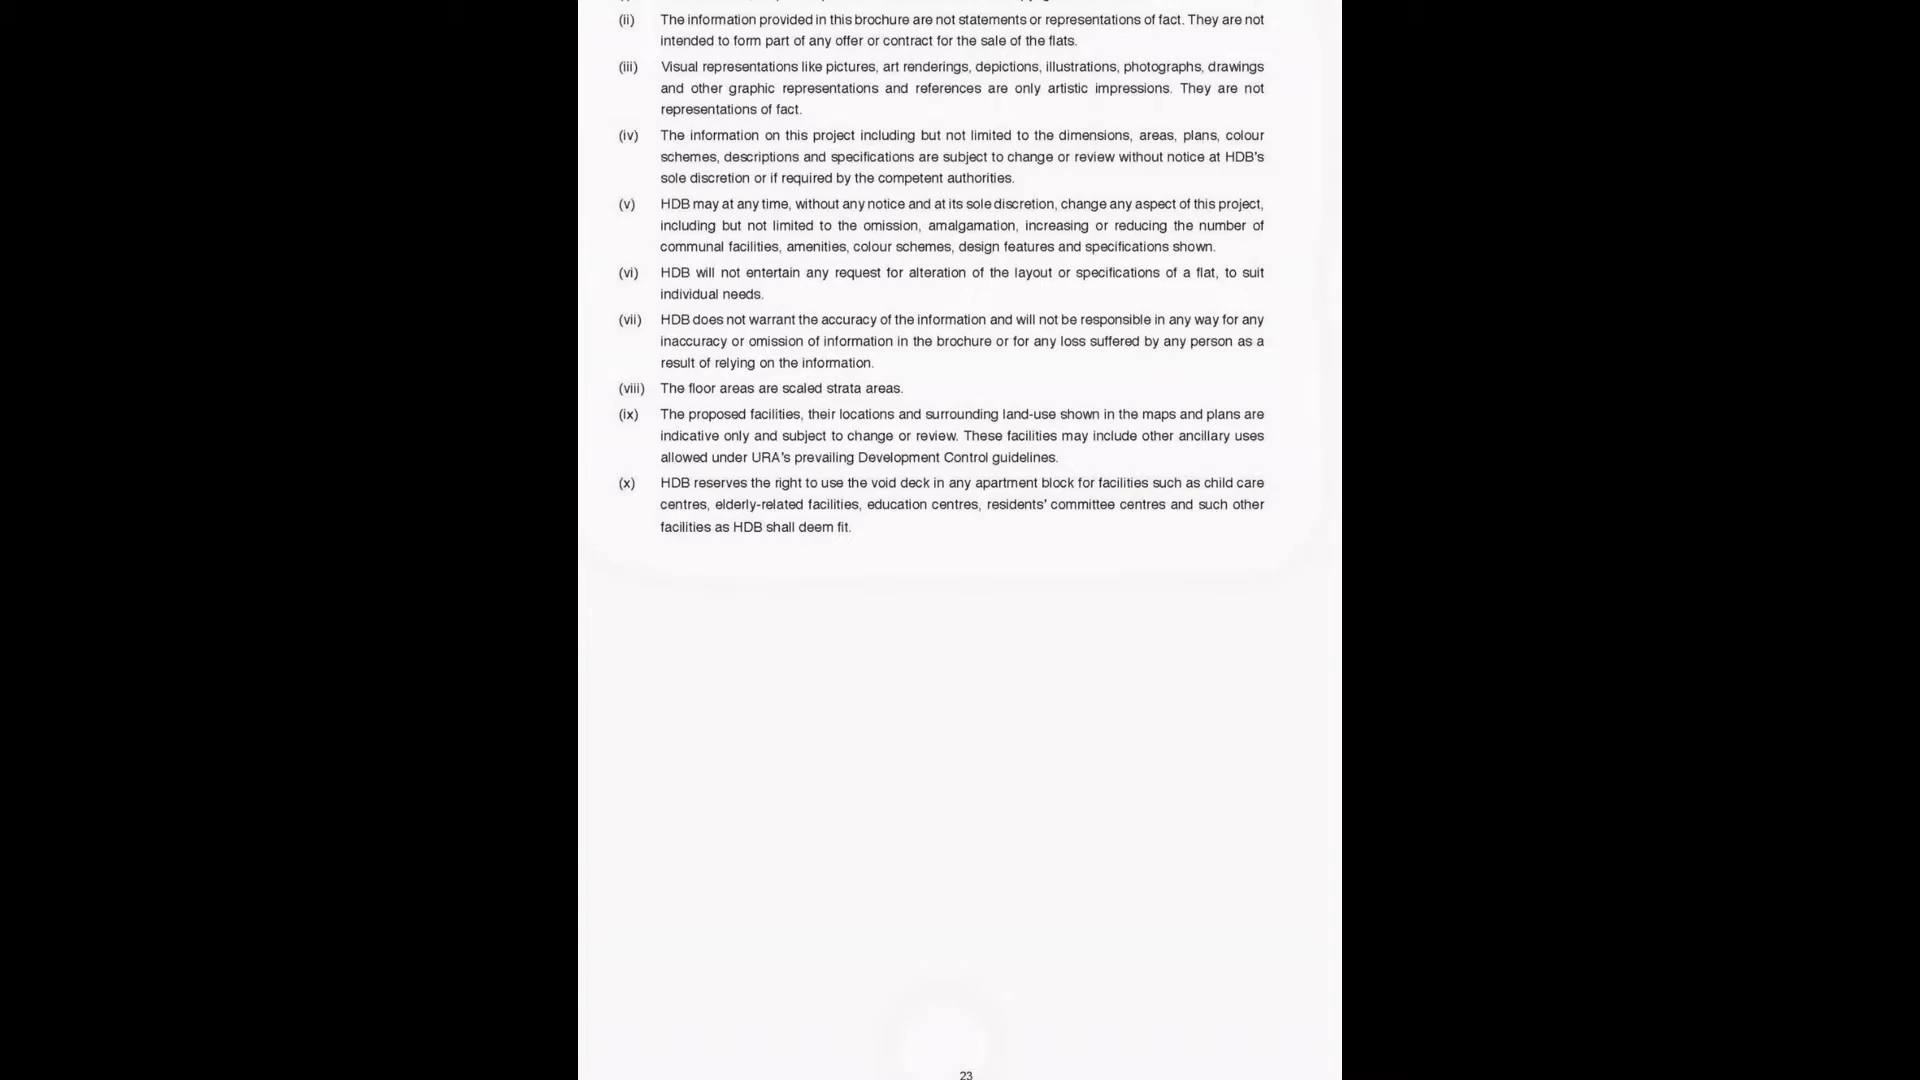 (ii) The information provided in this brochure are not statements or representations of fact. They are not
intended to form part of any offer or contract for the sale of the flats.
(iii) Visual representations like pictures, art renderings, depictions, illustrations, photographs, drawings
and other graphic representations and references are only artistic impressions. They are not
representations of fact.
(iv) The information on this project including but not limited to the dimensions, areas, plans, colour
schemes, descriptions and specifications are subject to change or review without notice at HDB's
sole discretion or if required by the competent authorities.
(v) HDB may at any time, without any notice and at its sole discretion, change any aspect of this project,
including but not limited to the omission, amalgamation, increasing or reducing the number of
communal facilities, amenities, colour schemes, design features and specifications shown.
(vi) HDB will not entertain any request for alteration of the layout or specifications of a flat, to suit
individual needs.
(vii) HDB does not warrant the accuracy of the information and will not be responsible in any way for any
inaccuracy or omission of information in the brochure or for any loss suffered by any person as a
result of relying on the information.
(viii) The floor areas are scaled strata areas.
(ix) The proposed facilities, their locations and surrounding land-use shown in the maps and plans are
indicative only and subject to change or review. These facilities may include other ancillary uses
allowed under URA's prevailing Development Control guidelines.
(x) HDB reserves the right to use the void deck in any apartment block for facilities such as child care
centres, elderly-related facilities, education centres, residents' committee centres and such other
facilities as HDB shall deem fit.
23